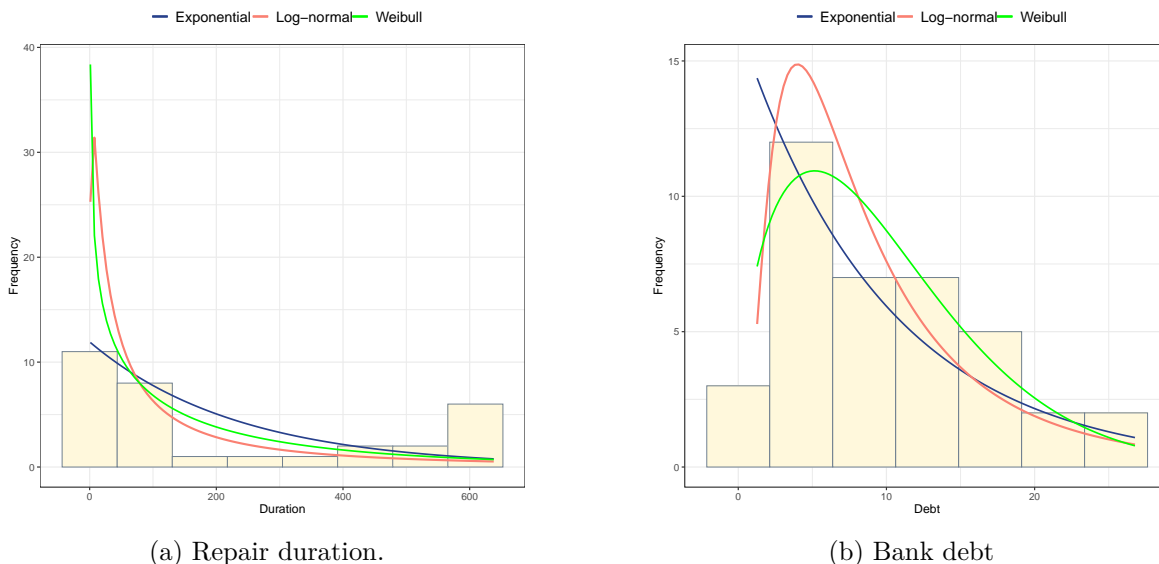 Exponential Log−normal Weibull
40
30
20
10
0
Frequency
0 200 400 600
Duration
(a) Repair duration.
Exponential Log−normal Weibull
15
10
5
0
Frequency
0 10 20
Debt
(b) Bank debt